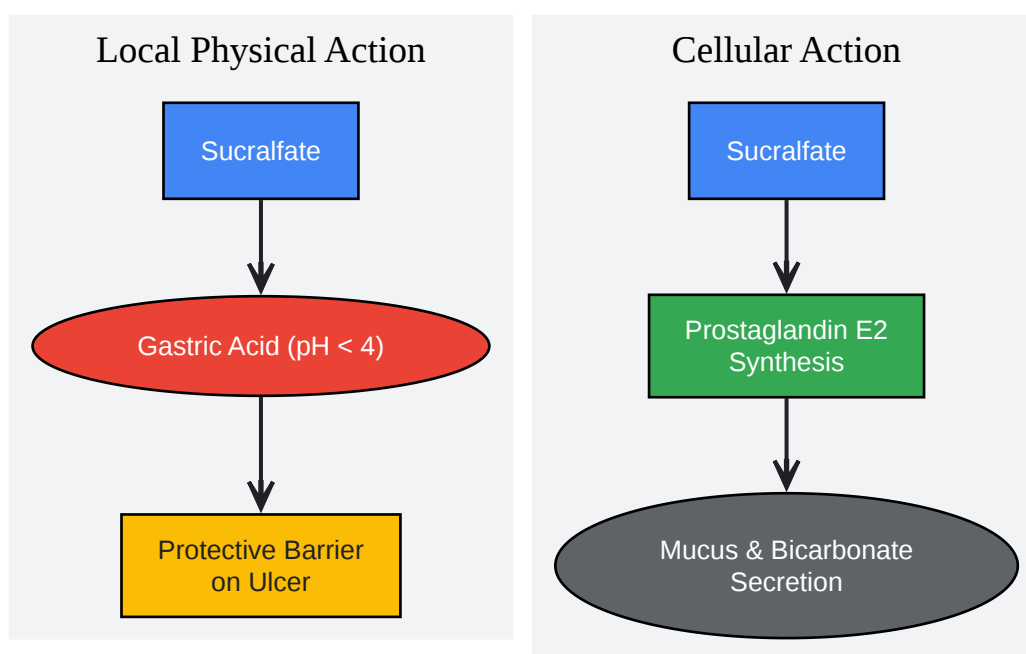 Local Physical Action
Sucralfate
Gastric Acid (pH < 4)
Protective Barrier
on Ulcer
Cellular Action
Sucralfate
Prostaglandin E2
Synthesis
Mucus & Bicarbonate
Secretion